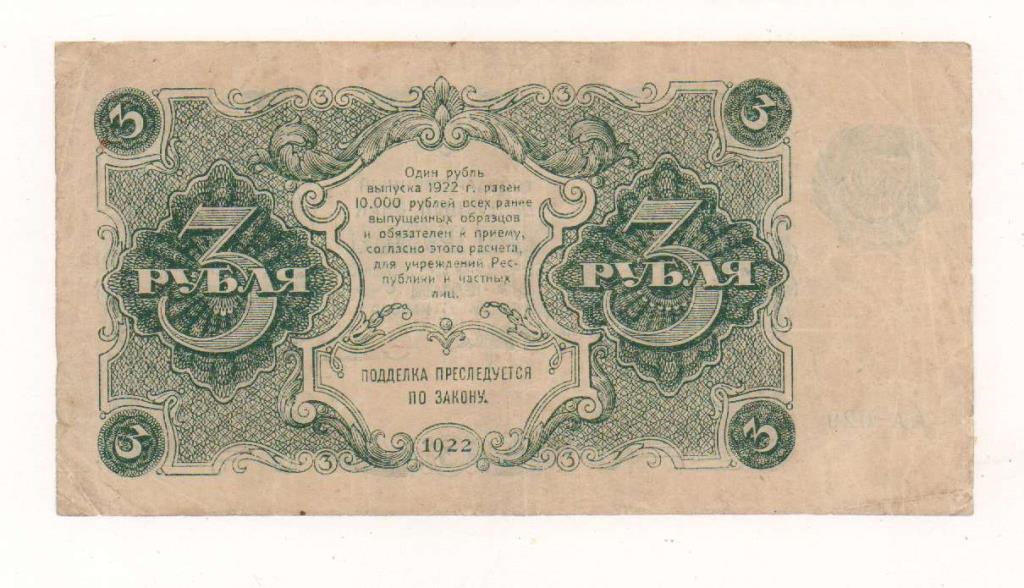 3 3
Один рубль
выпуска 1922 г. равен
10.000 рублей всех ранее
выпущенных образцов
и обязателен к приему,
согласно этого расчета,
для учреждений Рес-
публики и частных
лиц.
3 3
РУБЛЯ РУБЛЯ
ПОДДЕЛКА ПРЕСЛЕДУЕТСЯ
ПО ЗАКОНУ.
3 3
1922
3 3 3 3